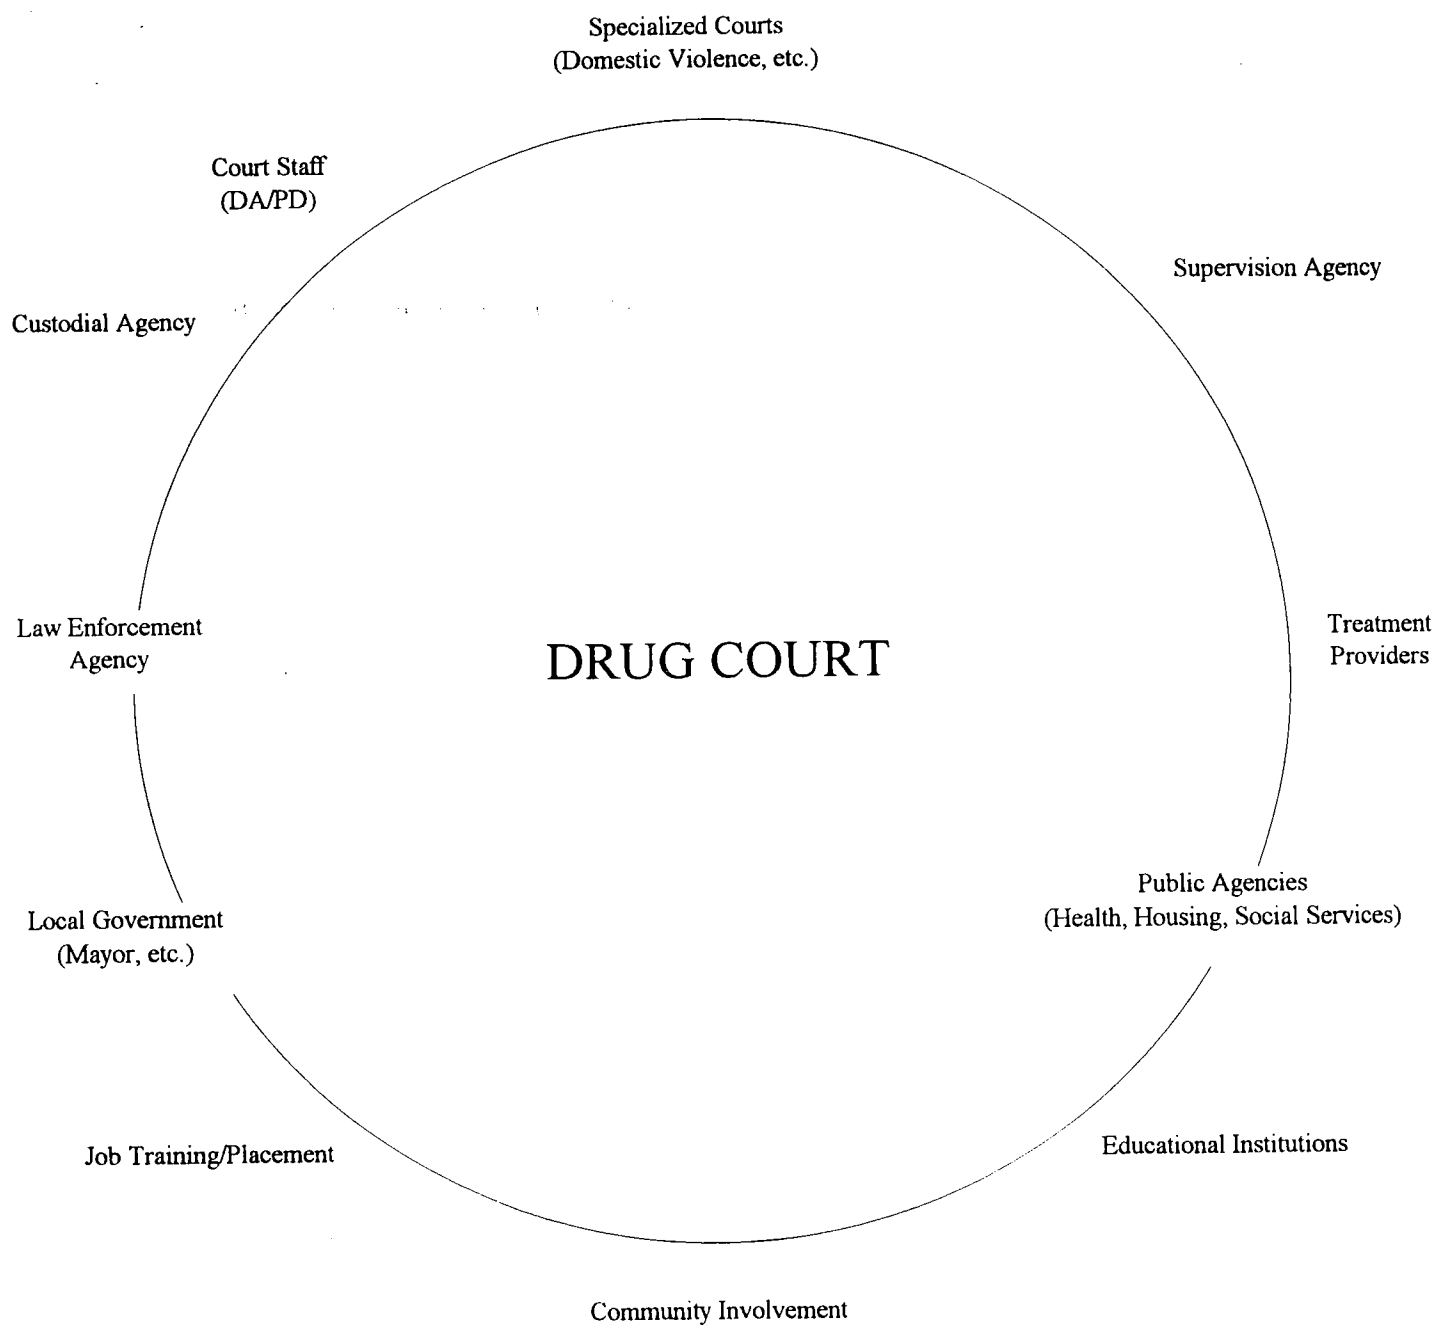 Specialized Courts
(Domestic Violence, etc.)
Court Staff
(DA/PD)
Supervision Agency
Custodial Agency
Law Enforcement
Agency
DRUG COURT
Treatment
Providers
Public Agencies
(Health, Housing, Social Services)
Local Government
(Mayor, etc.)
Job Training/Placement
Educational Institutions
Community Involvement